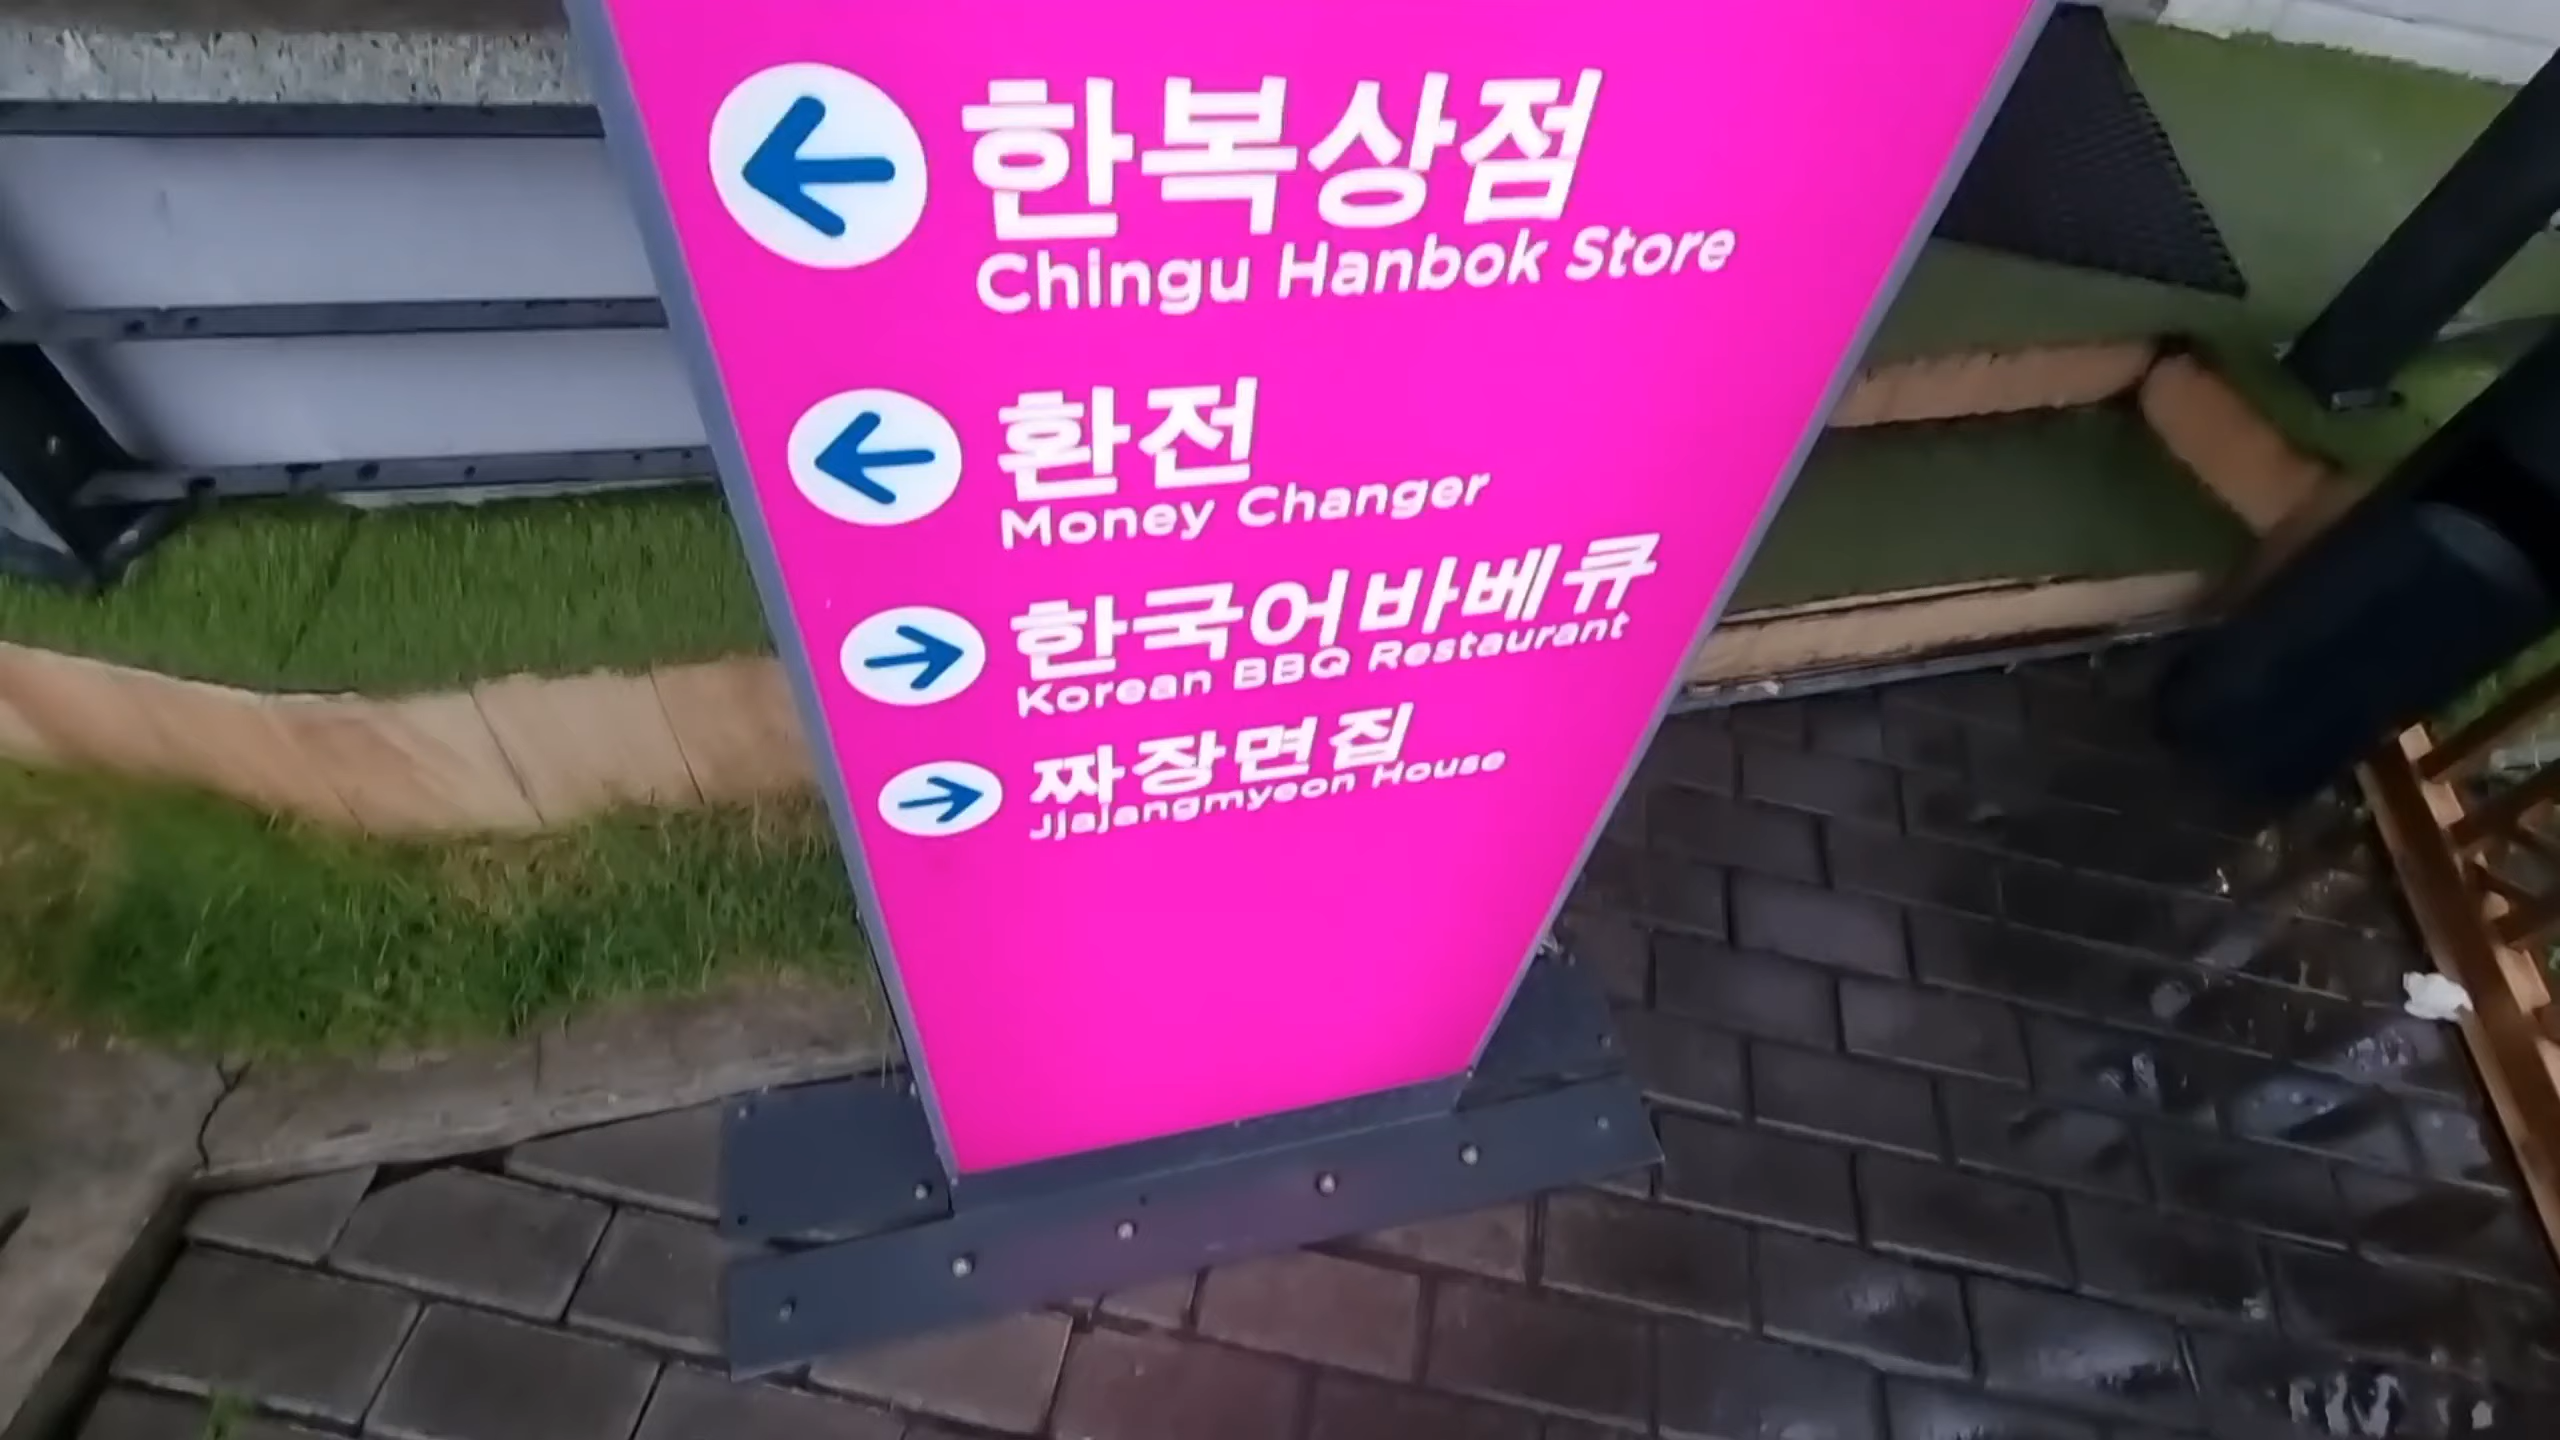 한복상점
Chingu Hanbok Store
환전
Money Changer
한국어바베큐
Korean BBQ Restaurant
짜장면집
Jjajangmyeon House